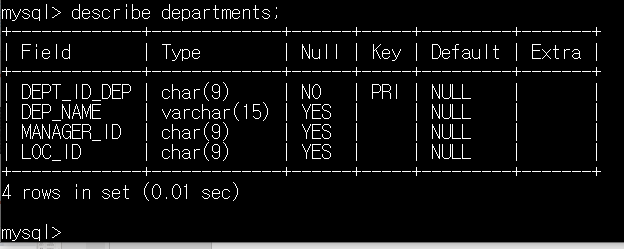 mysql> describe departments;
+-------------+-------------+------+-----+---------+-------+
| Field | Type | Null | Key | Default | Extra |
+-------------+-------------+------+-----+---------+-------+
| DEPT_ID_DEP | char(9) | NO | PRI | NULL | |
| DEP_NAME | varchar(15) | YES | | NULL | |
| MANAGER_ID | char(9) | YES | | NULL | |
| LOC_ID | char(9) | YES | | NULL | |
+-------------+-------------+------+-----+---------+-------+
4 rows in set (0.01 sec)
mysql>